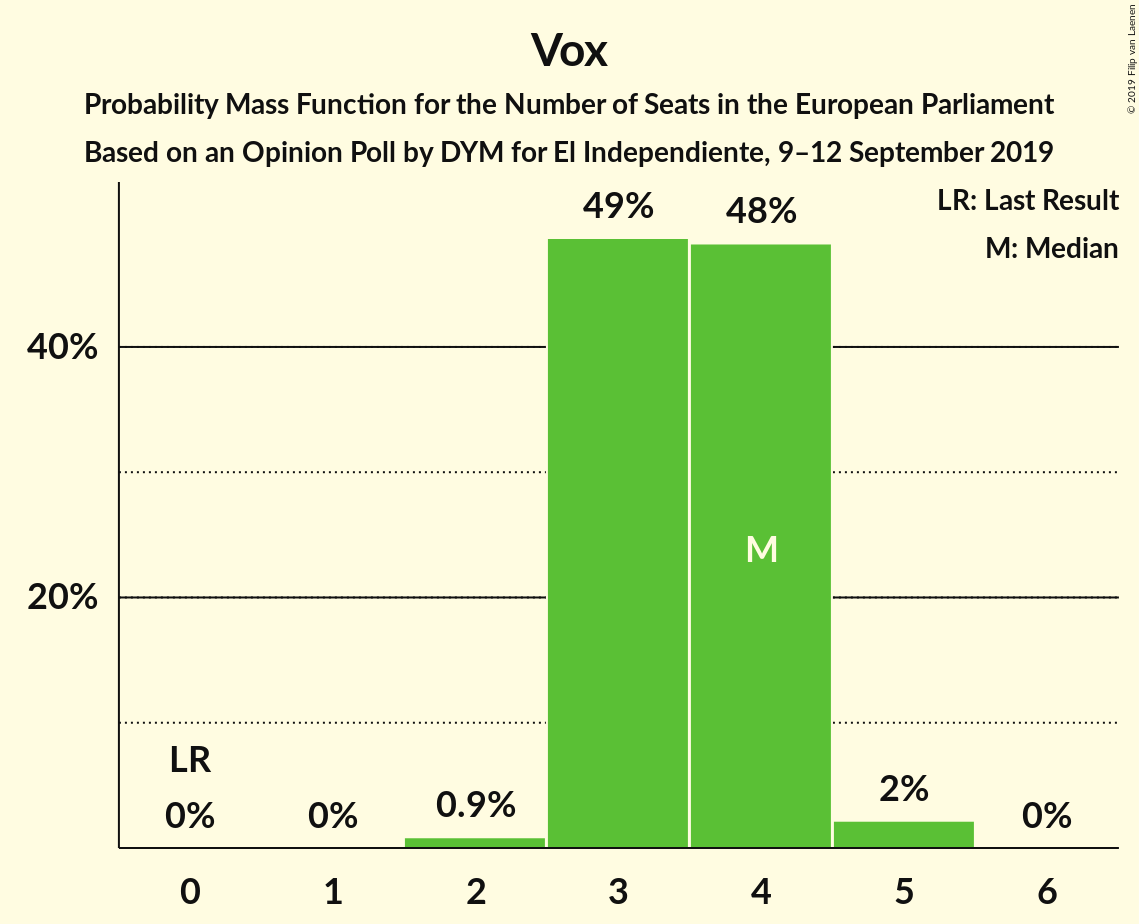 Vox
Probability Mass Function for the Number of Seats in the European Parliament
Based on an Opinion Poll by DYM for El Independiente, 9–12 September 2019
© 2019 Filip van Laenen
LR: Last Result
M: Median
49%
48%
40%
M
20%
LR
0%
0%
0.9%
2%
0%
0
1
2
3
4
5
6